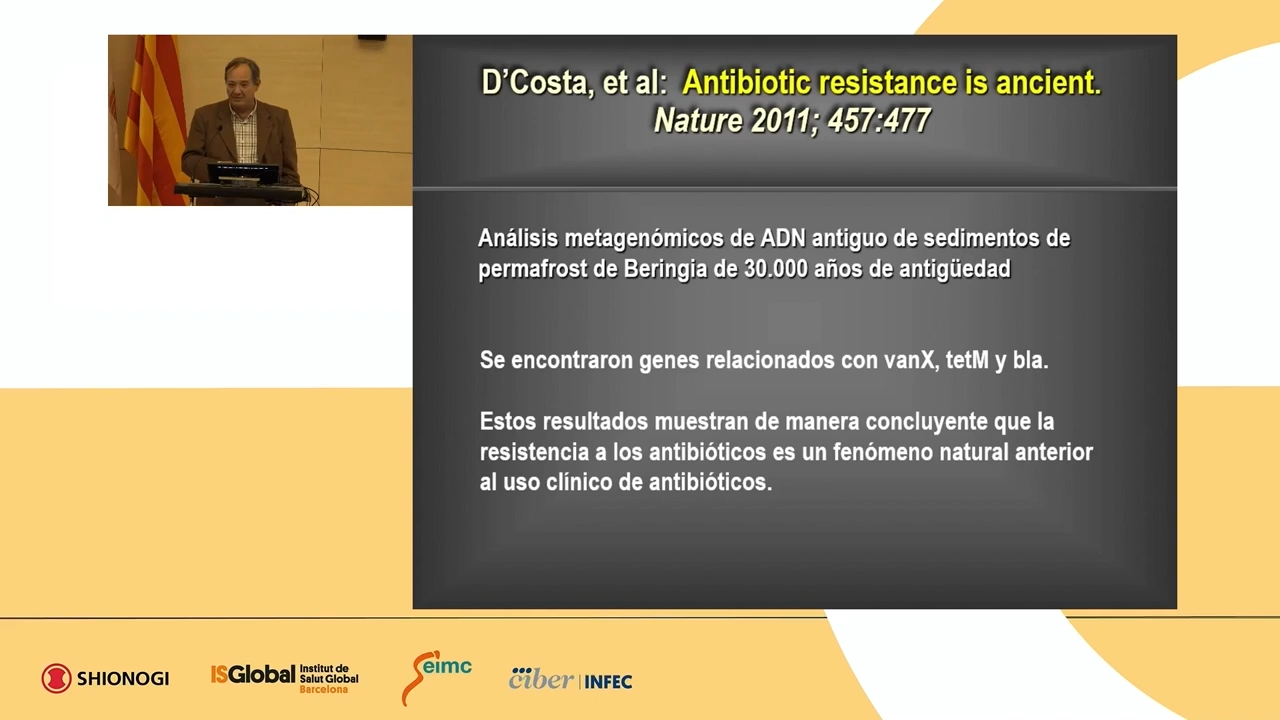 D'Costa, et al: Antibiotic resistance is ancient.
Nature 2011; 457:477
Análisis metagenómicos de ADN antiguo de sedimentos de
permafrost de Beringia de 30.000 años de antigüedad
Se encontraron genes relacionados con vanX, tetM y bla.
Estos resultados muestran de manera concluyente que la
resistencia a los antibióticos es un fenómeno natural anterior
al uso clínico de antibióticos.
SHIONOGI
ISGlobal Institut de
Salut Global
Barcelona
Seimc
ciber INFEC